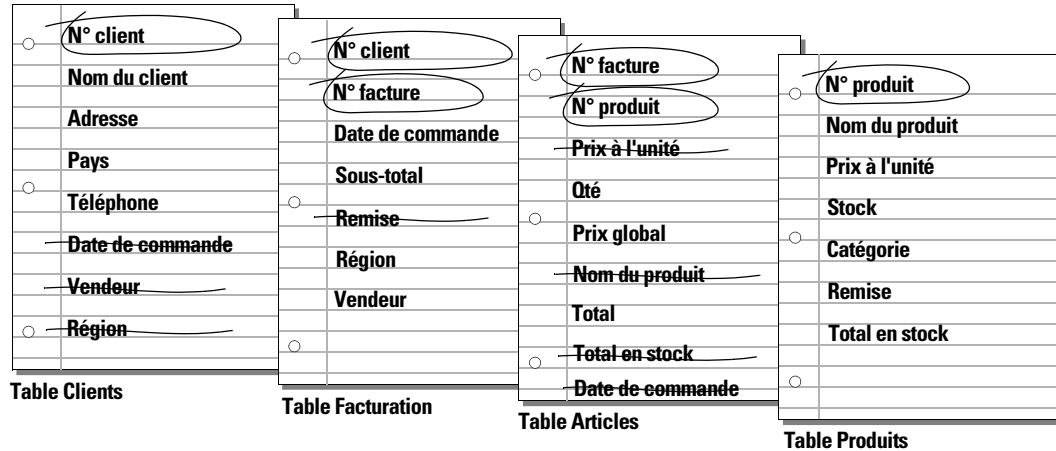 N° client
Nom du client
Adresse
Pays
Téléphone
Date de commande
Vendeur
Région
Table Clients
N° client
N° facture
Date de commande
Sous-total
Remise
Région
Vendeur
Table Facturation
N° facture
N° produit
Prix à l'unité
Qté
Prix global
Nom du produit
Total
Total en stock
Date de commande
Table Articles
N° produit
Nom du produit
Prix à l'unité
Stock
Catégorie
Remise
Total en stock
Table Produits